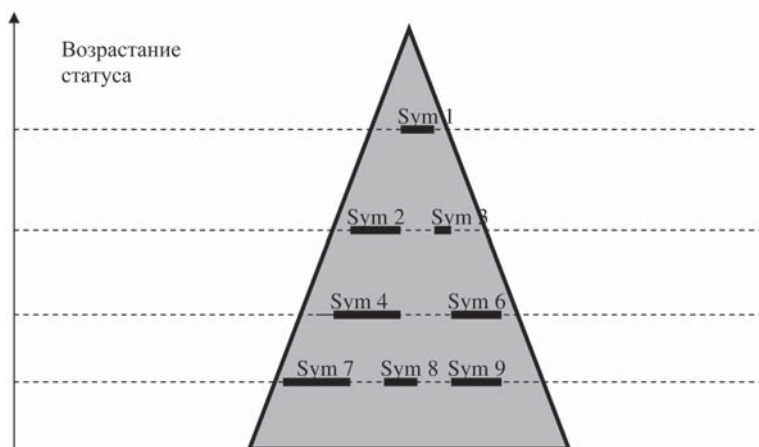 Возрастание
статуса
Sym 1
Sym 2 Sym 3
Sym 4 Sym 6
Sym 7 Sym 8 Sym 9